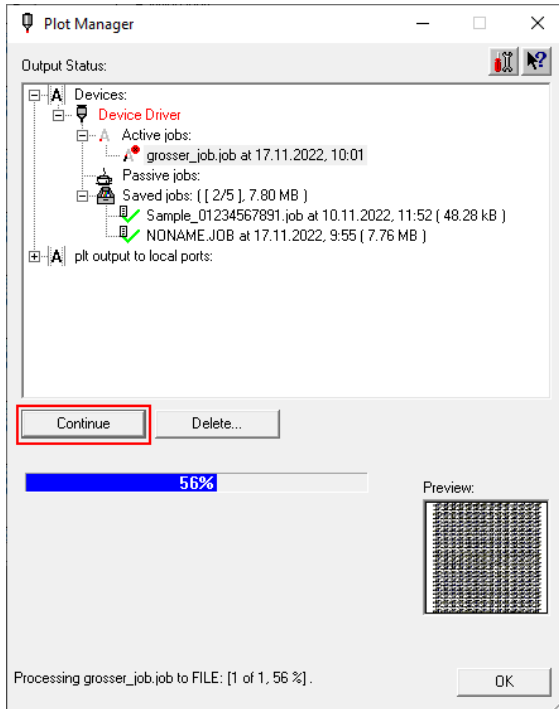 Plot Manager
Output Status:
Devices:
Device Driver
Active jobs:
grosser_job.job at 17.11.2022, 10:01
Passive jobs:
Saved jobs: ( [ 2/5 ], 7.80 MB )
Sample_01234567891.job at 10.11.2022, 11:52 ( 48.28 kB )
NONAME.JOB at 17.11.2022, 9:55 ( 7.76 MB )
plt output to local ports:
Continue
Delete...
56%
Preview:
Processing grosser_job.job to FILE: [1 of 1, 56 %] .
OK